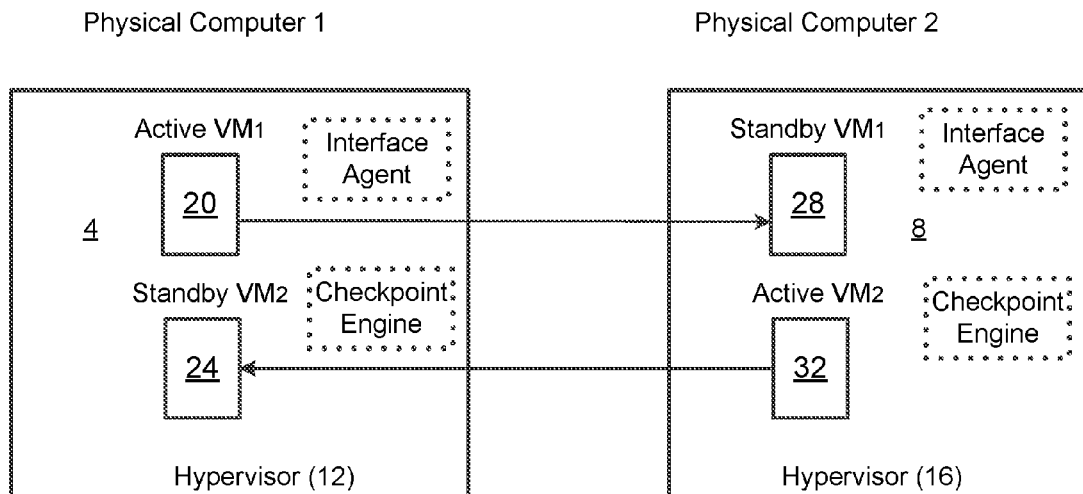 Physical Computer 1
Physical Computer 2
Active VM1
Interface
Agent
20
4
Standby VM2
Checkpoint
Engine
24
Hypervisor (12)
Standby VM1
Interface
Agent
28
8
Active VM2
Checkpoint
Engine
32
Hypervisor (16)